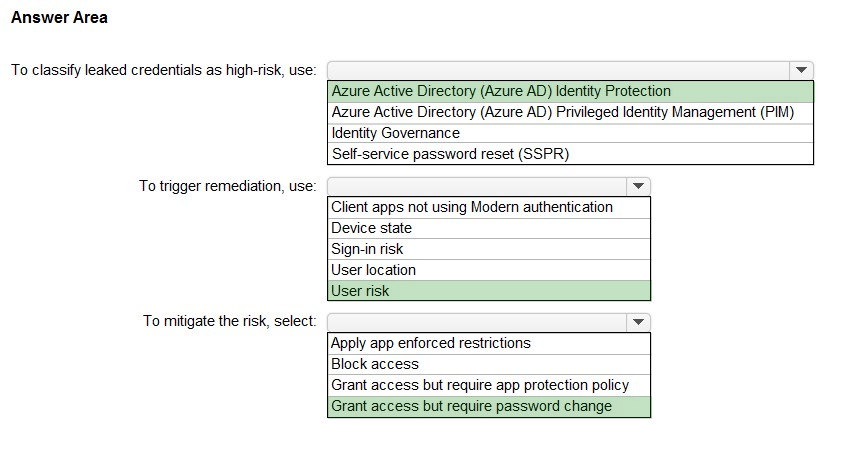 Answer Area
To classify leaked credentials as high-risk, use:
Azure Active Directory (Azure AD) Identity Protection
Azure Active Directory (Azure AD) Privileged Identity Management (PIM)
Identity Governance
Self-service password reset (SSPR)
To trigger remediation, use:
Client apps not using Modern authentication
Device state
Sign-in risk
User location
User risk
To mitigate the risk, select:
Apply app enforced restrictions
Block access
Grant access but require app protection policy
Grant access but require password change